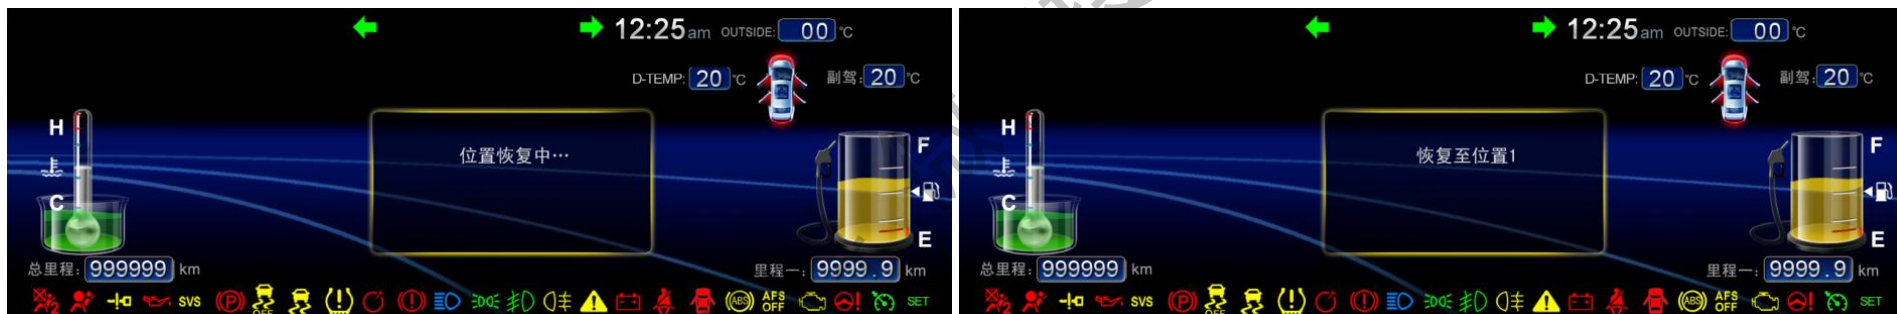 12:25am OUTSIDE: 00 ℃
D-TEMP: 20 ℃ 副驾: 20 ℃
H
位置恢复中…
F
C
E
总里程: 999999 km
里程一: 9999.9 km
SVS
OFF
ABS
AFS OFF
SET
12:25am OUTSIDE: 00 ℃
D-TEMP: 20 ℃ 副驾: 20 ℃
H
恢复至位置1
F
C
E
总里程: 999999 km
里程一: 9999.9 km
SVS
OFF
ABS
AFS OFF
SET